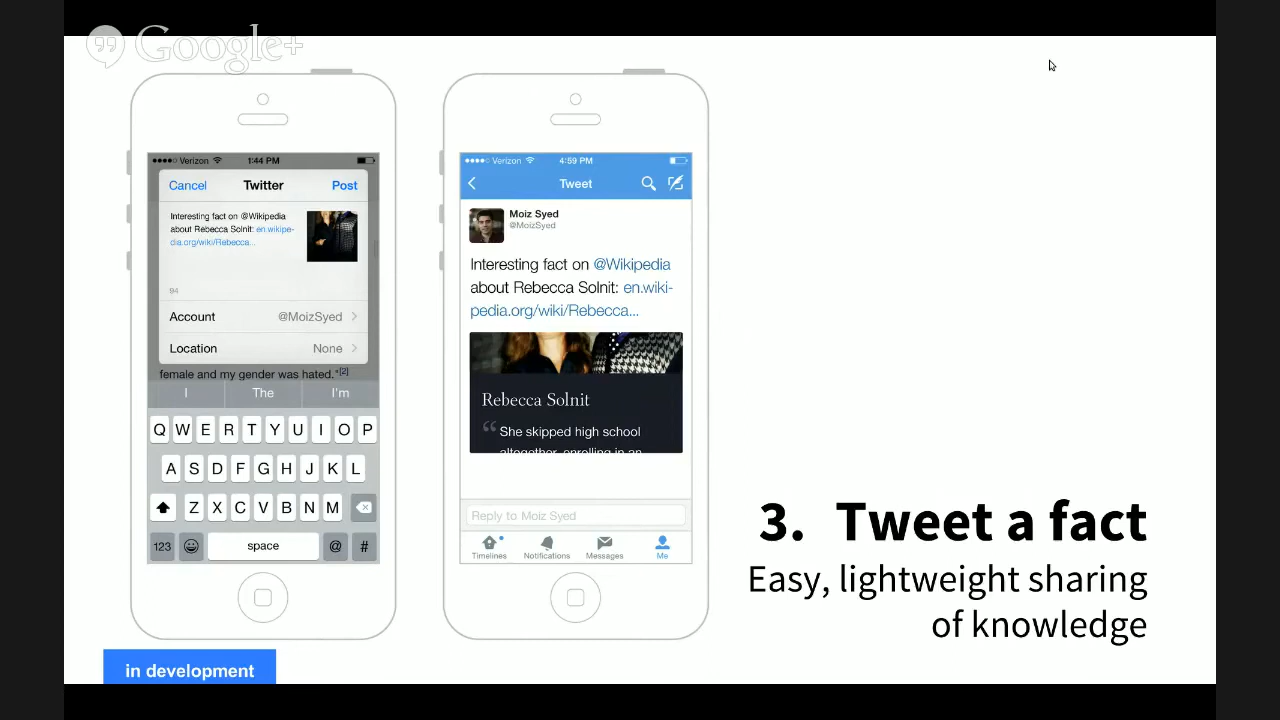 Google+
Verizon 1:44 PM
Cancel Twitter Post
Interesting fact on @Wikipedia
about Rebecca Solnit: en.wikipe-
dia.org/wiki/Rebecca...
94
Account @MoizSyed
Location None
female and my gender was hated."[2]
I The I'm
Q W E R T Y U I O P
A S D F G H J K L
Z X C V B N M
123 space @ #
Verizon 4:59 PM
Tweet
Moiz Syed
@MoizSyed
Interesting fact on @Wikipedia
about Rebecca Solnit: en.wiki-
pedia.org/wiki/Rebecca...
Rebecca Solnit
“ She skipped high school
altogether, enrolling in an
Reply to Moiz Syed
Timelines Notifications Messages Me
3. Tweet a fact
Easy, lightweight sharing
of knowledge
in development